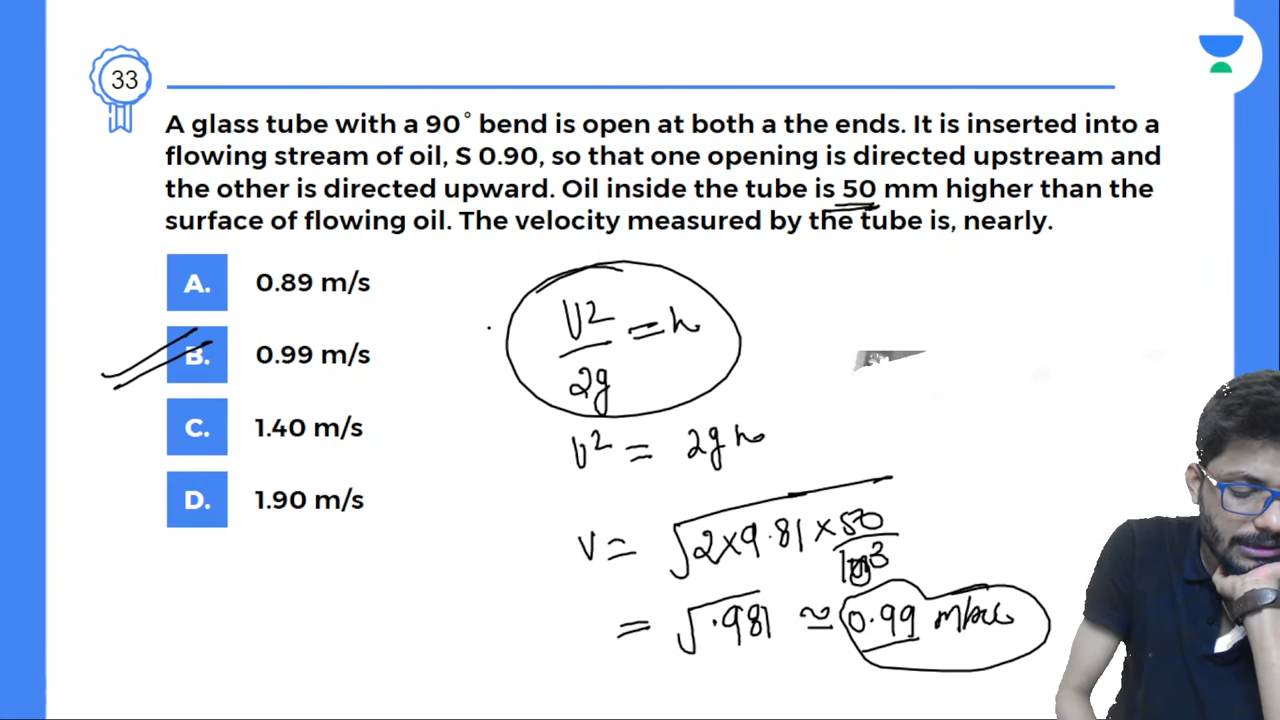 33
A glass tube with a 90° bend is open at both a the ends. It is inserted into a
flowing stream of oil, S 0.90, so that one opening is directed upstream and
the other is directed upward. Oil inside the tube is 50 mm higher than the
surface of flowing oil. The velocity measured by the tube is, nearly.
A. 0.89 m/s
B. 0.99 m/s
C. 1.40 m/s
D. 1.90 m/s
V²/2g = h
V² = 2gh
V = √2×9.81×50/10³
= √.981 ≃ 0.99 m/sec